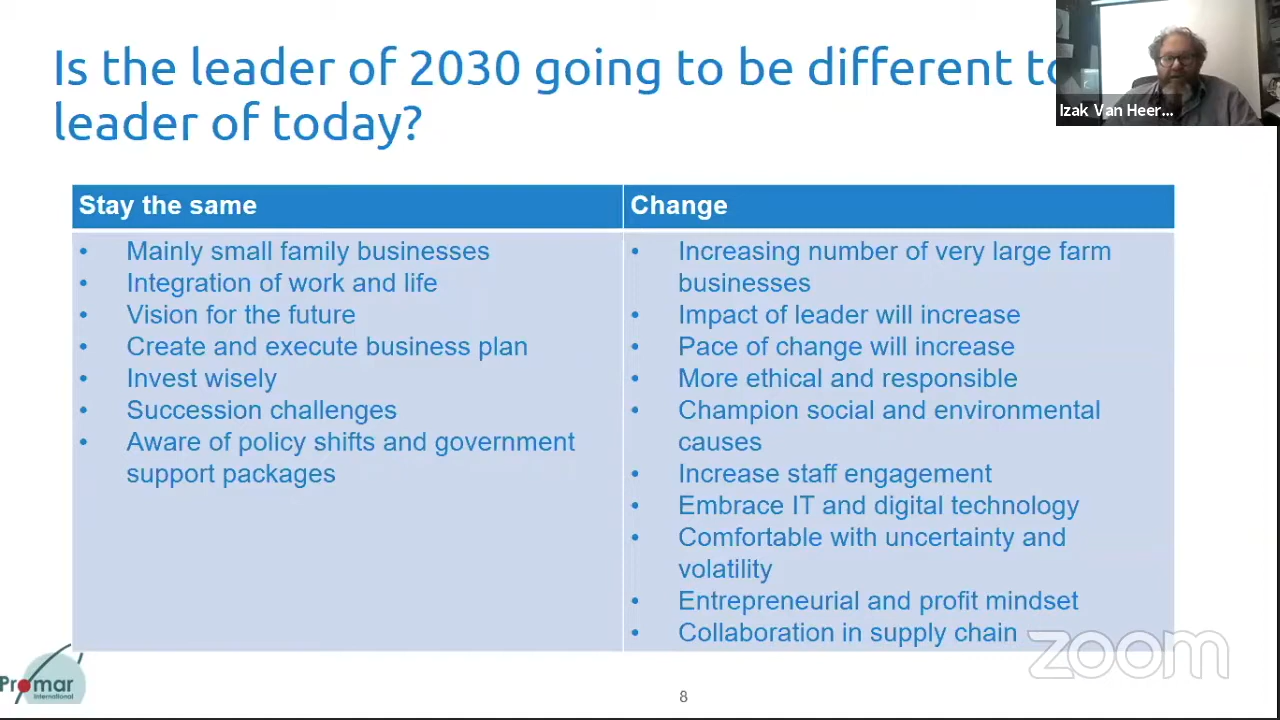 Is the leader of 2030 going to be different to
leader of today?
Izak Van Heer...
Stay the same
Change
• Mainly small family businesses
• Integration of work and life
• Vision for the future
• Create and execute business plan
• Invest wisely
• Succession challenges
• Aware of policy shifts and government
support packages
• Increasing number of very large farm
businesses
• Impact of leader will increase
• Pace of change will increase
• More ethical and responsible
• Champion social and environmental
causes
• Increase staff engagement
• Embrace IT and digital technology
• Comfortable with uncertainty and
volatility
• Entrepreneurial and profit mindset
• Collaboration in supply chain
zoom
Promar
International
8